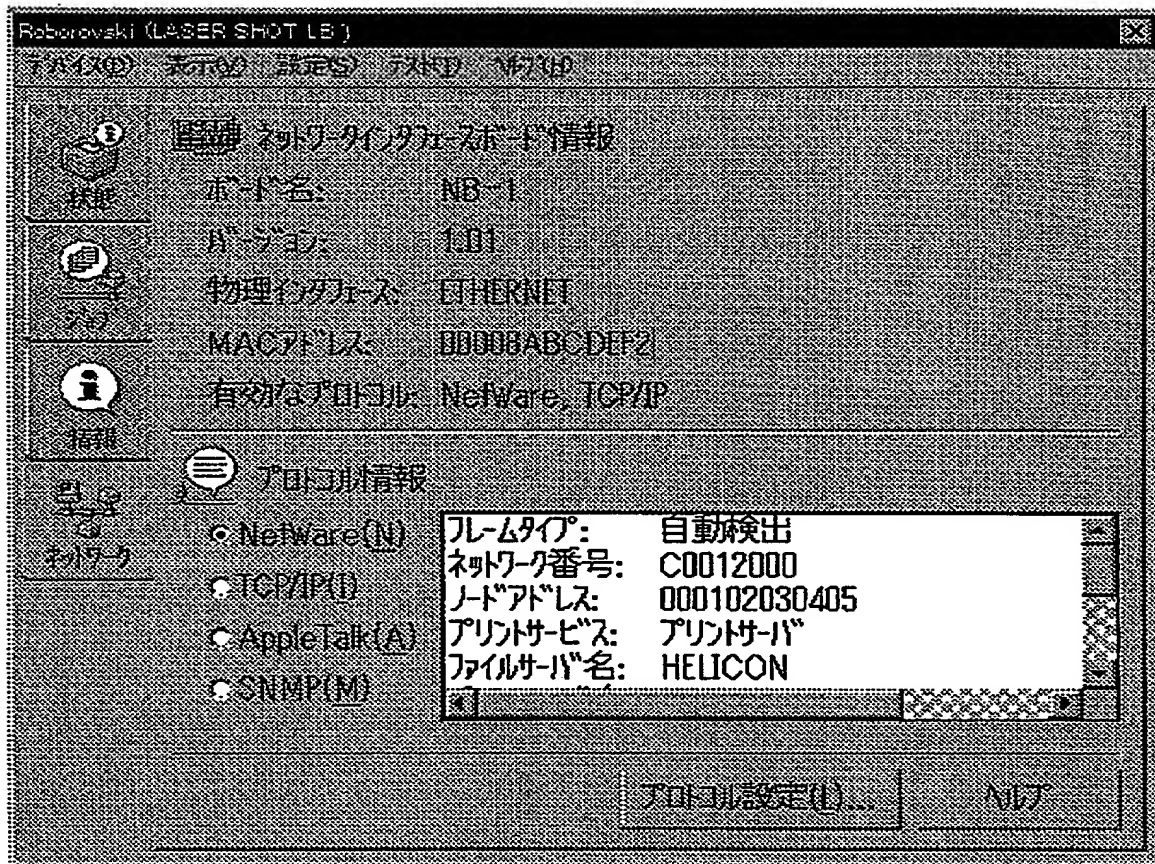 Roborovski (LASER SHOT LB )
デバイス(D) 表示(V) 設定(S) テスト(T) ヘルプ(H)
状態
ジョブ
情報
ネットワーク
ネットワークインタフェースボード情報
ボード名: NB-1
バージョン: 1.01
物理インタフェース: ETHERNET
MACアドレス: 00008ABCDEF2
有効なプロトコル: NetWare, TCP/IP
プロトコル情報
NetWare(N)
TCP/IP(I)
AppleTalk(A)
SNMP(M)
フレームタイプ: 自動検出
ネットワーク番号: C0012000
ノードアドレス: 000102030405
プリントサービス: プリントサーバ
ファイルサーバ名: HELICON
プロトコル設定(L)...
ヘルプ